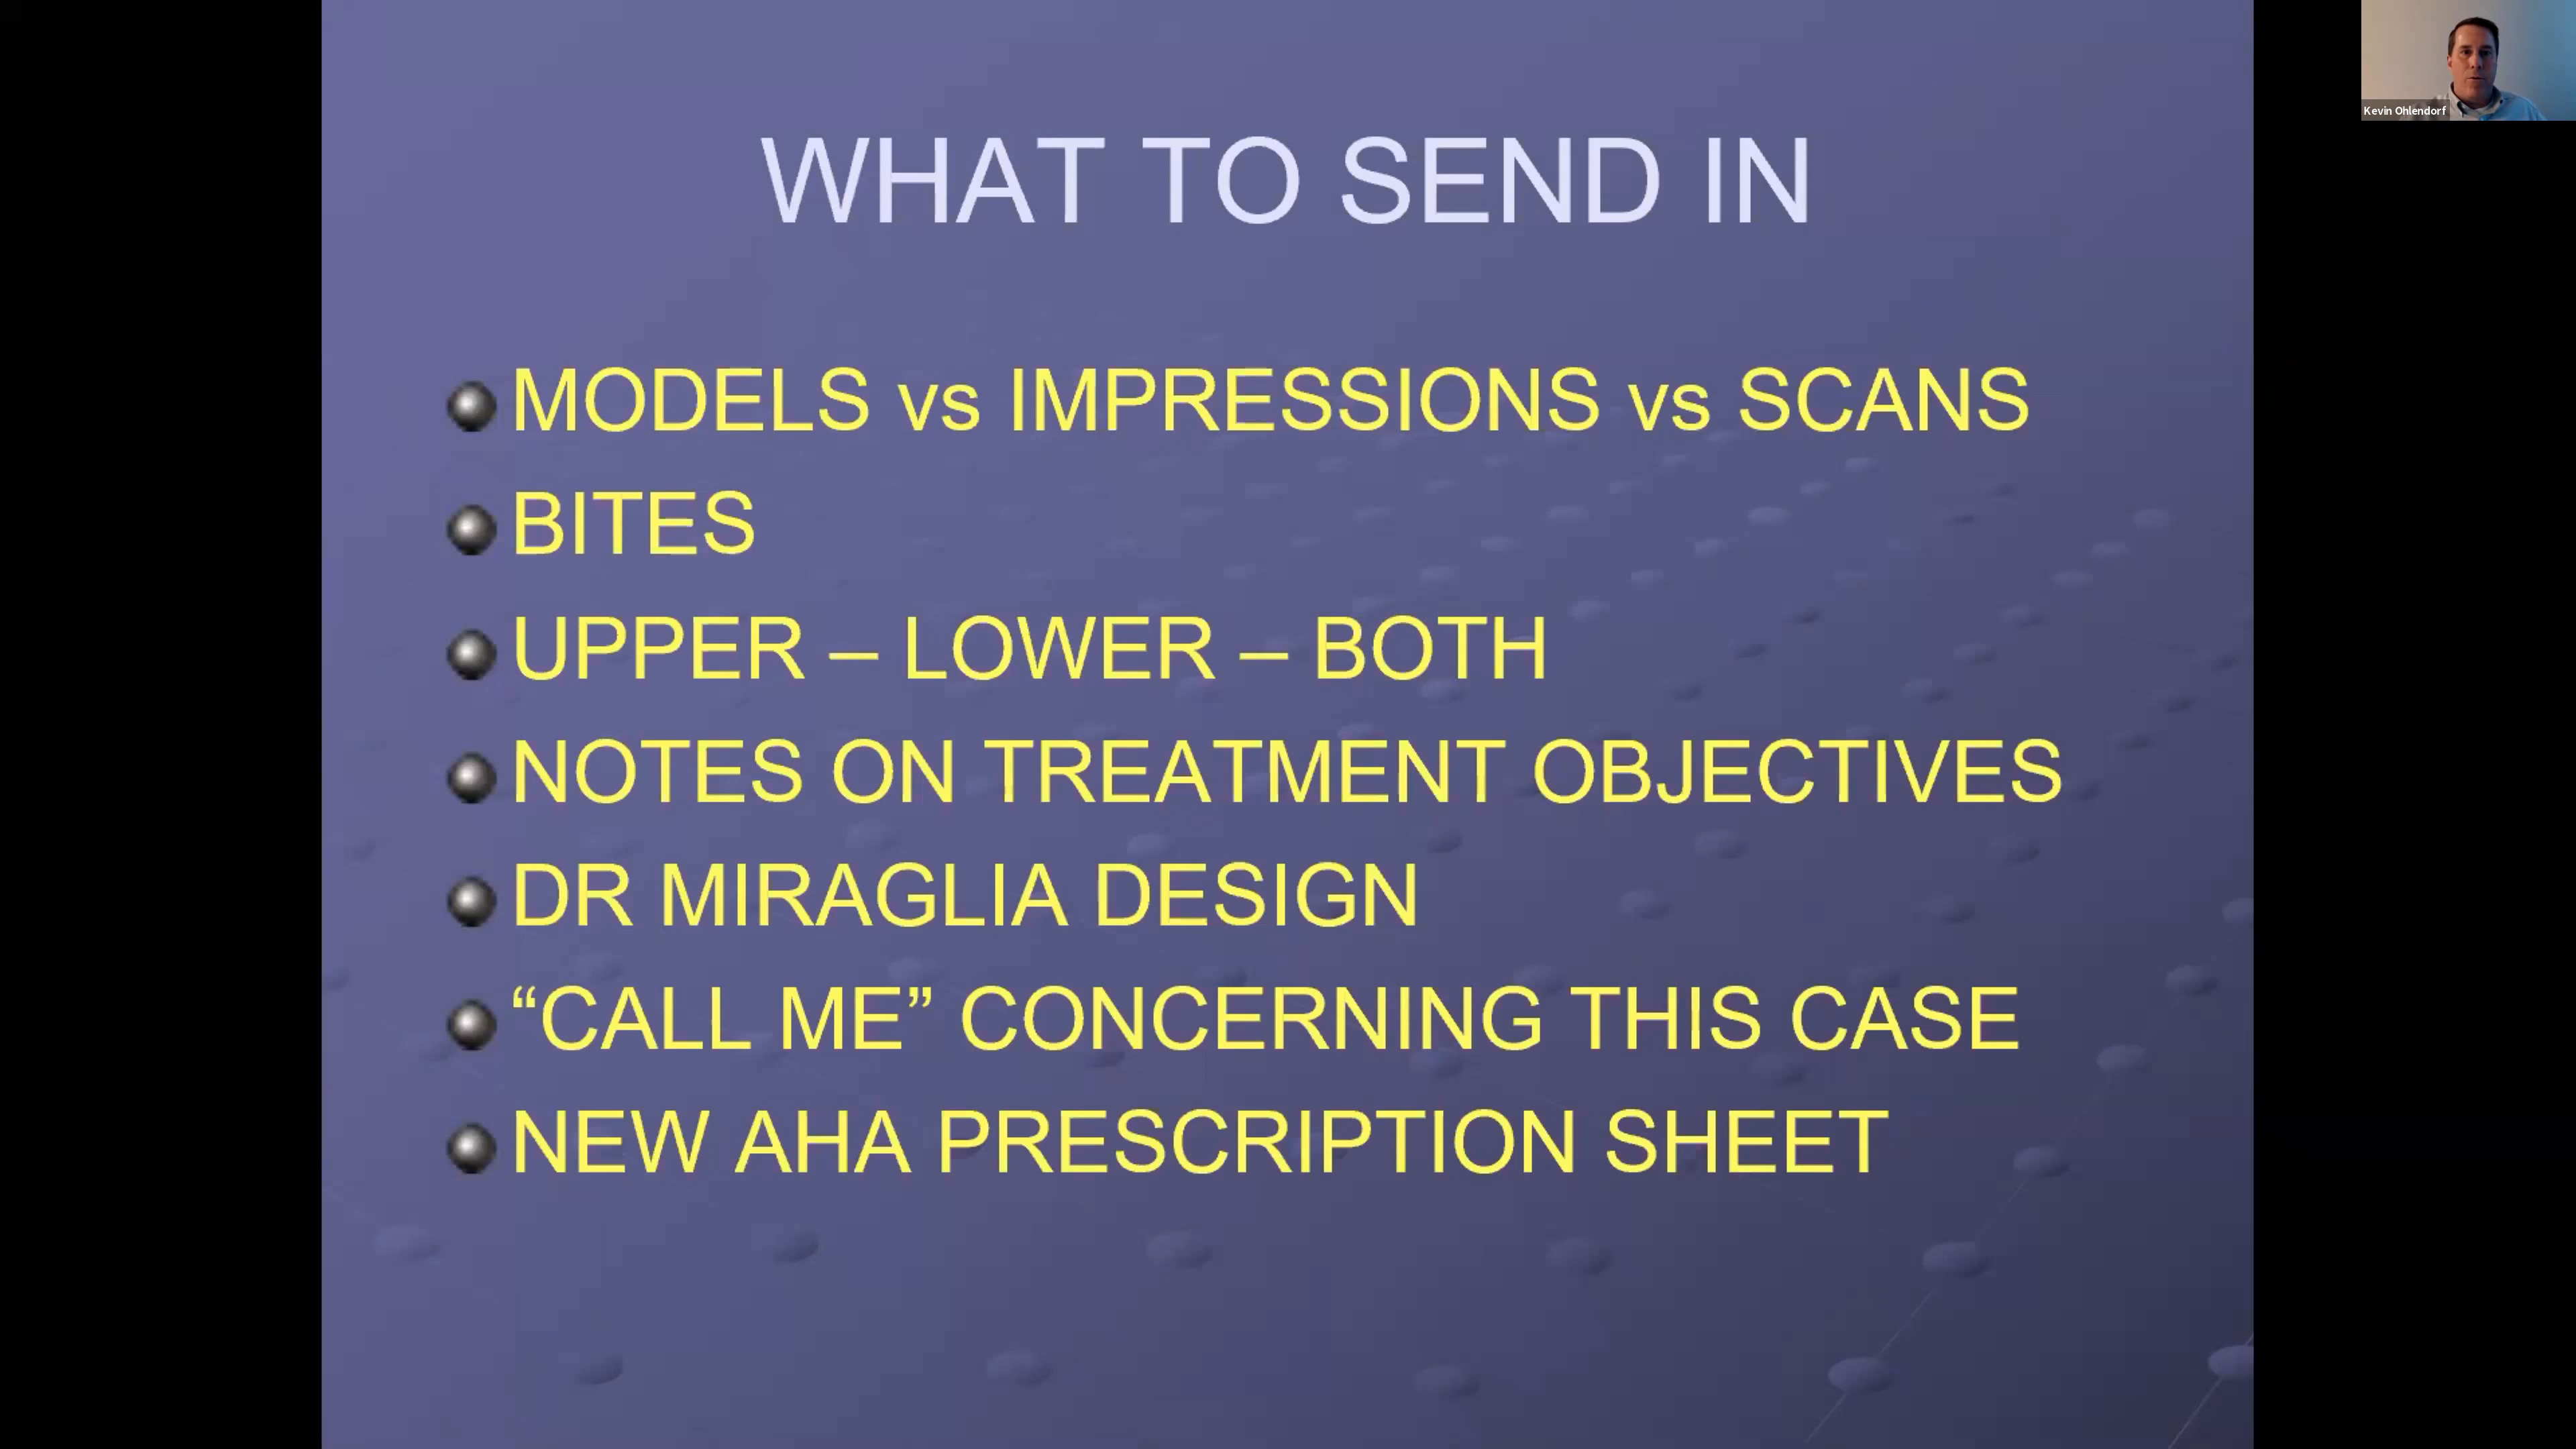 WHAT TO SEND IN
MODELS vs IMPRESSIONS vs SCANS
BITES
UPPER – LOWER – BOTH
NOTES ON TREATMENT OBJECTIVES
DR MIRAGLIA DESIGN
“CALL ME” CONCERNING THIS CASE
NEW AHA PRESCRIPTION SHEET
Kevin Ohlendorf